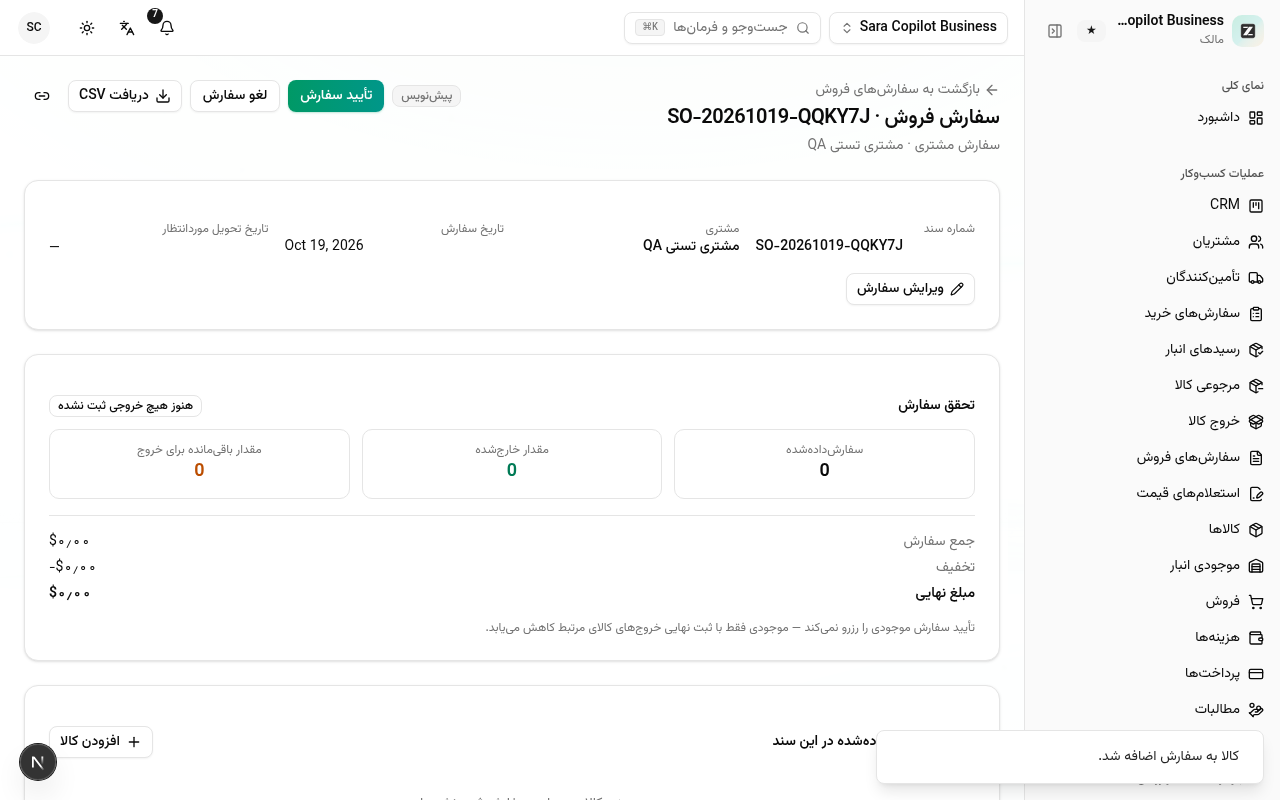 opilot Business...
مالک
Sara Copilot Business
جست‌وجو و فرمان‌ها
⌘K
7
SC
نمای کلی
داشبورد
عملیات کسب‌وکار
CRM
مشتریان
تأمین‌کنندگان
سفارش‌های خرید
رسیدهای انبار
مرجوعی کالا
خروج کالا
سفارش‌های فروش
استعلام‌های قیمت
کالاها
موجودی انبار
فروش
هزینه‌ها
پرداخت‌ها
مطالبات
بازگشت به سفارش‌های فروش
سفارش فروش · SO-20261019-QQKY7J
سفارش مشتری · مشتری تستی QA
پیش‌نویس
تأیید سفارش
لغو سفارش
دریافت CSV
شماره سند
SO-20261019-QQKY7J
مشتری
مشتری تستی QA
تاریخ سفارش
Oct 19, 2026
تاریخ تحویل موردانتظار
—
ویرایش سفارش
تحقق سفارش
هنوز هیچ خروجی ثبت نشده
سفارش‌داده‌شده
0
مقدار خارج‌شده
0
مقدار باقی‌مانده برای خروج
0
جمع سفارش
$۰٫۰۰
تخفیف
-$۰٫۰۰
مبلغ نهایی
$۰٫۰۰
تأیید سفارش موجودی را رزرو نمی‌کند — موجودی فقط با ثبت نهایی خروج‌های کالای مرتبط کاهش می‌یابد.
ده‌شده در این سند
افزودن کالا
کالا به سفارش اضافه شد.
N